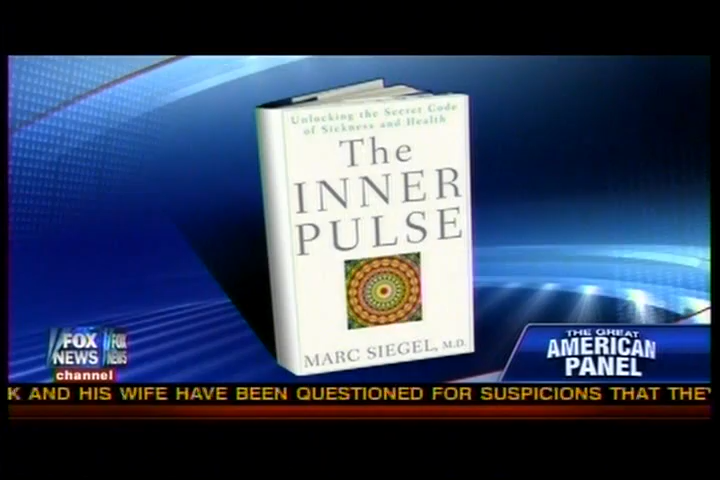 Unlocking the Secret Code
of Sickness and Health
The
INNER
PULSE
MARC SIEGEL, M.D.
FOX
NEWS
channel
FOX
NEWS
THE GREAT
AMERICAN
PANEL
K AND HIS WIFE HAVE BEEN QUESTIONED FOR SUSPICIONS THAT THEY